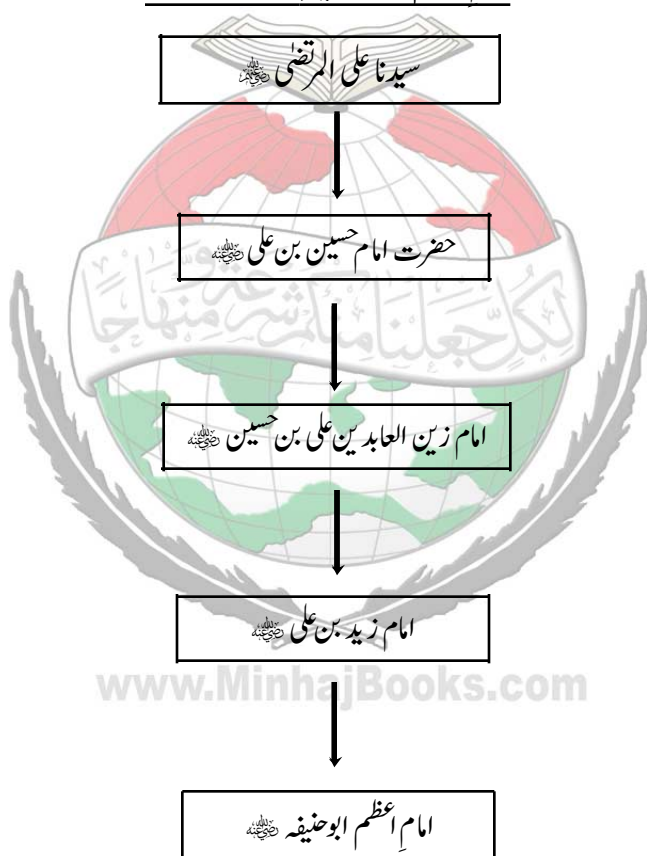 سیدنا علی المرتضیٰ رضی اللہ عنہ
حضرت امام حسین بن علی رضی اللہ عنہ
لِكُلٍّ جَعَلْنَا مِنْكُمْ شِرْعَةً وَّ مِنْهَاجًا
امام زین العابدین علی بن حسین رضی اللہ عنہ
امام زید بن علی رضی اللہ عنہ
www.MinhajBooks.com
امامِ اعظم ابوحنیفہ رضی اللہ عنہ